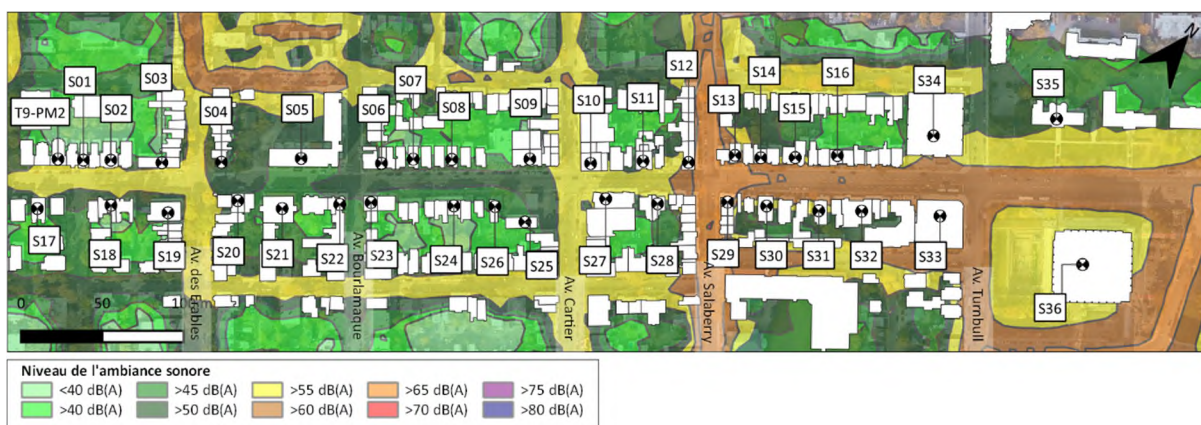 S12
S07
S01 S03 S14 S16 S34 S35 N
T9-PM2 S02 S04 S05 S06 S08 S09 S10 S11 S13 S15
S17 S18 S19 S20 S21 S22 S23 S24 S26 S25 S27 S28 S29 S30 S31 S32 S33 S36
Av. des Érables
Av. Bourlamaque
Av. Cartier
Av. Salaberry
Av. Turnbull
0 50
Niveau de l'ambiance sonore
<40 dB(A) >45 dB(A) >55 dB(A) >65 dB(A) >75 dB(A)
>40 dB(A) >50 dB(A) >60 dB(A) >70 dB(A) >80 dB(A)